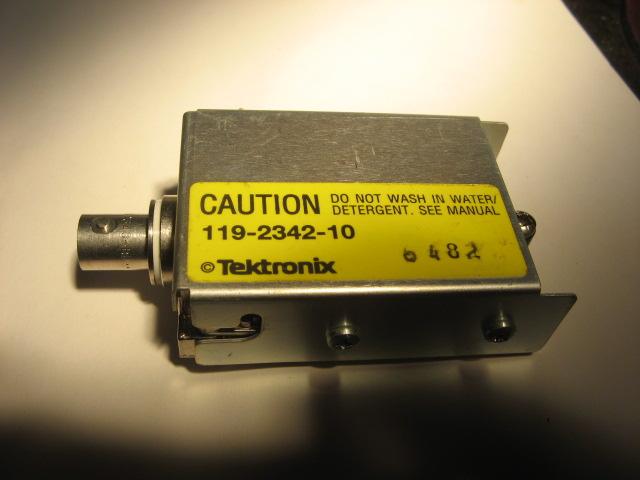 CAUTION DO NOT WASH IN WATER/
DETERGENT. SEE MANUAL
119-2342-10
6482
© Tektronix